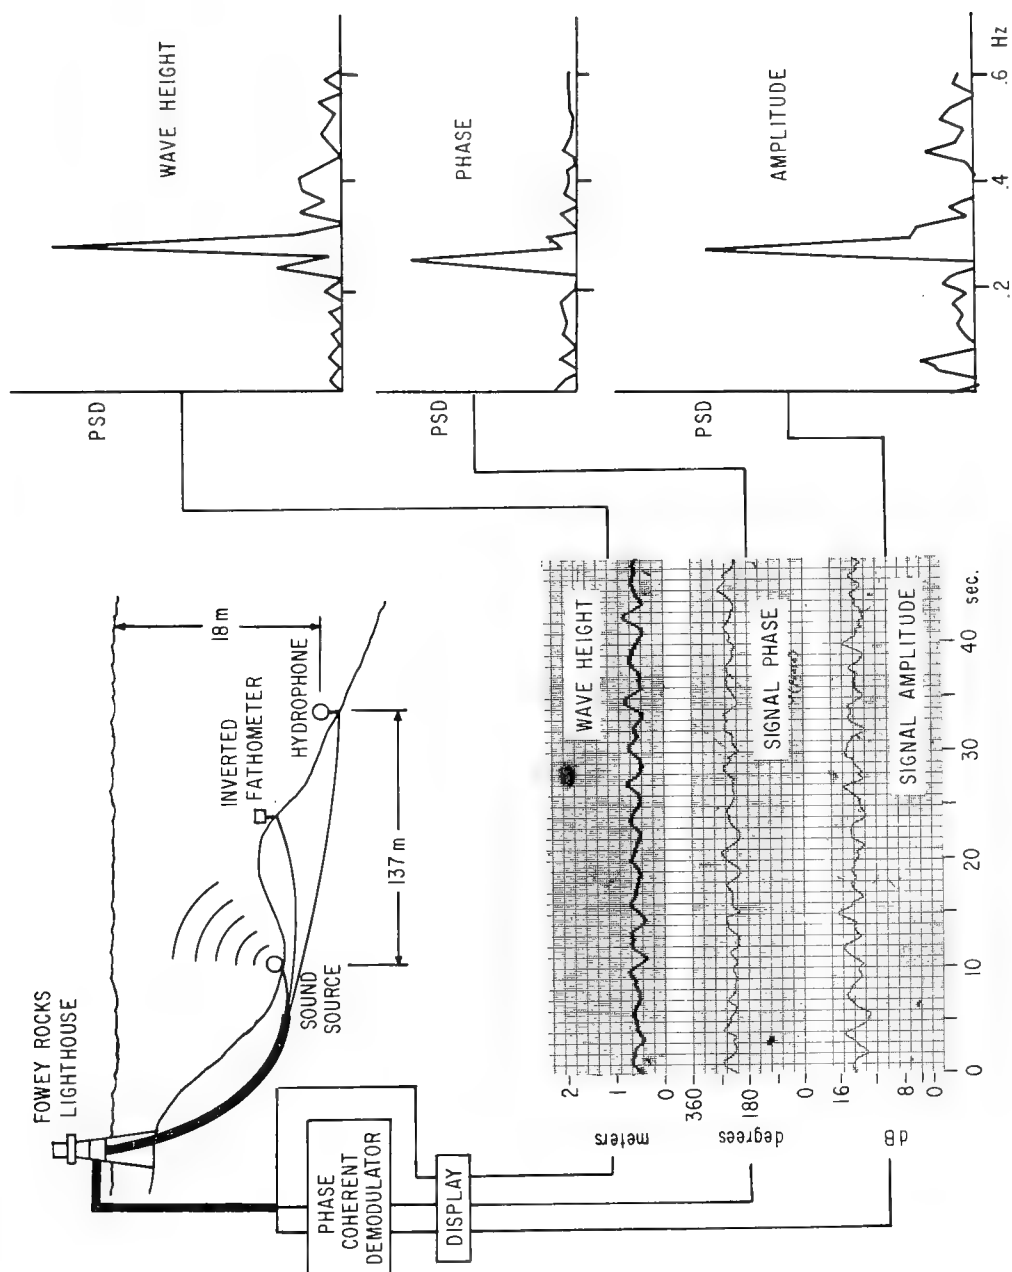 FOWEY ROCKS
LIGHTHOUSE
SOUND
SOURCE
INVERTED
FATHOMETER
HYDROPHONE
18m
137 m
PHASE
COHERENT
DEMODULATOR
DISPLAY
meters
degrees
dB
2
1
0
360
180
0
16
8
0
WAVE HEIGHT
SIGNAL PHASE
SIGNAL AMPLITUDE
0
10
20
30
40
sec.
PSD
WAVE HEIGHT
PSD
PHASE
PSD
AMPLITUDE
.2
.4
.6
Hz